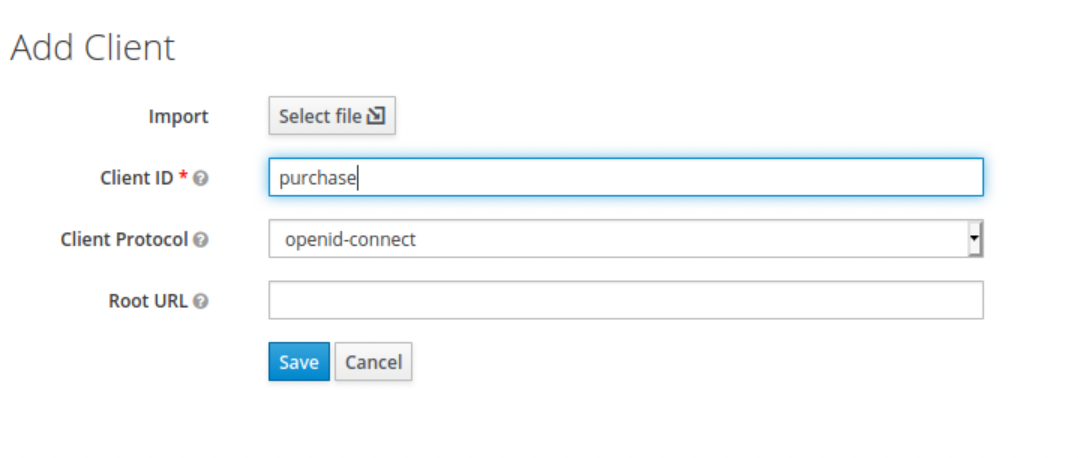 Add Client
Import Select file
Client ID * purchase
Client Protocol openid-connect
Root URL
Save Cancel